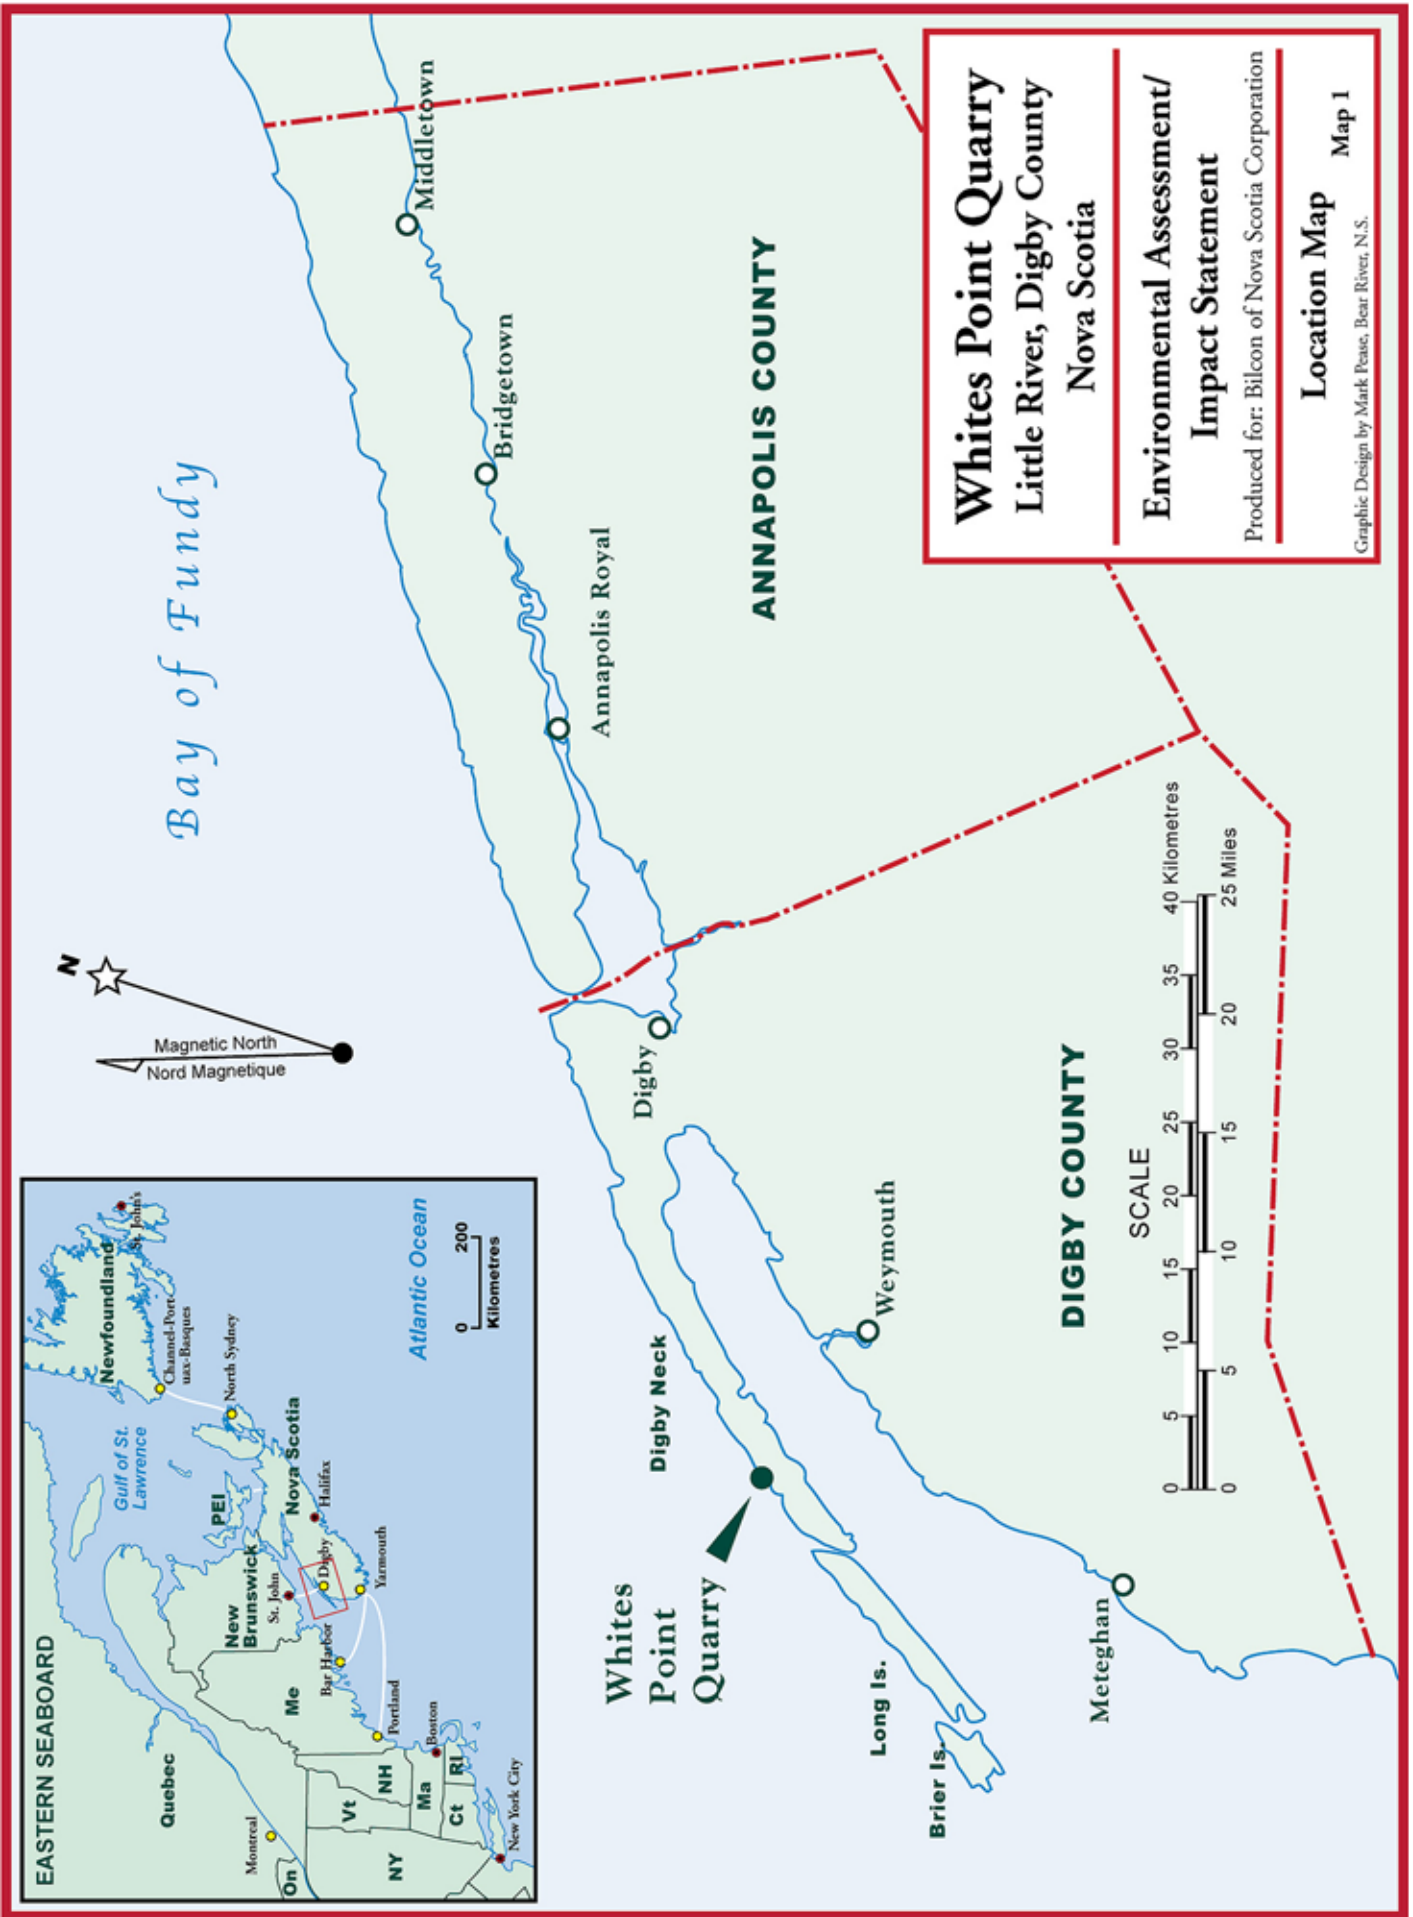 EASTERN SEABOARD
Quebec
Montreal
On
NY
Vt
NH
Ma
Ct
RI
Me
New York City
Boston
Portland
Bar Harbor
New
Brunswick
St. John
Digby
Yarmouth
Halifax
Nova Scotia
PEI
Gulf of St.
Lawrence
North Sydney
Channel-Port-
uax-Basques
Newfoundland
St. John's
Atlantic Ocean
0 200
Kilometres
N
Magnetic North
Nord Magnetique
Bay of Fundy
Middletown
Bridgetown
Annapolis Royal
ANNAPOLIS COUNTY
Digby
Digby Neck
Whites
Point
Quarry
Weymouth
Long Is.
Brier Is.
Meteghan
DIGBY COUNTY
SCALE
0 5 10 15 20 25 30 35 40 Kilometres
0 5 10 15 20 25 Miles
Whites Point Quarry
Little River, Digby County
Nova Scotia
Environmental Assessment/
Impact Statement
Produced for: Bilcon of Nova Scotia Corporation
Location Map
Map 1
Graphic Design by Mark Pease, Bear River, N.S.